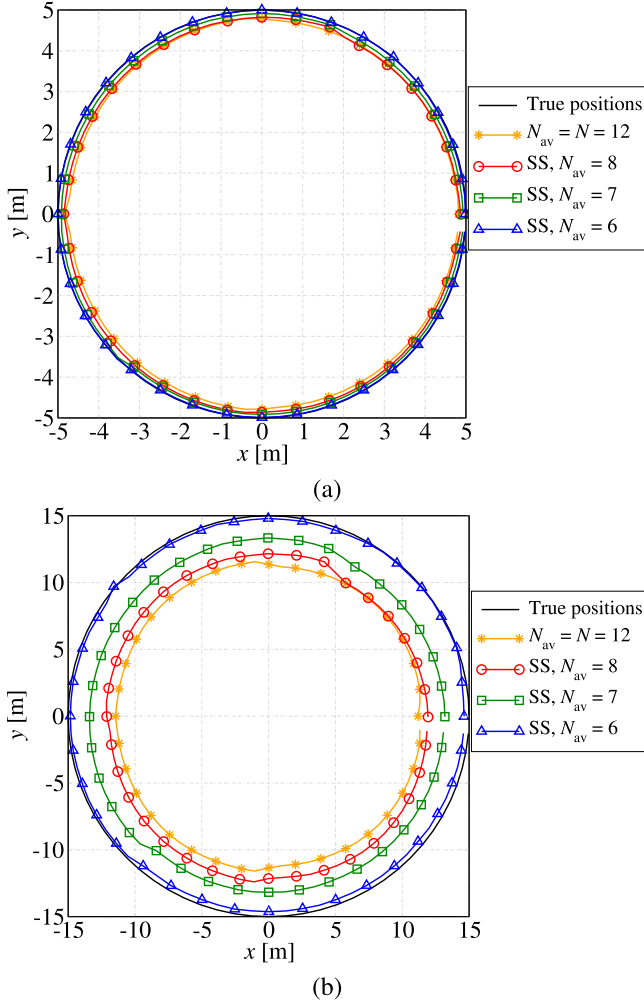 5
4
3
2
1
0
-1
2
-3
-4
-5
y [m]
-5 -4 -3 -2 -1 0 1 2 3 4 5
x [m]
True positions
N_av = N = 12
SS, N_av = 8
SS, N_av = 7
SS, N_av = 6
(a)
15
10
5
0
-5
-10
-15
y [m]
-15 -10 -5 0 5 10 15
x [m]
True positions
N_av = N = 12
SS, N_av = 8
SS, N_av = 7
SS, N_av = 6
(b)